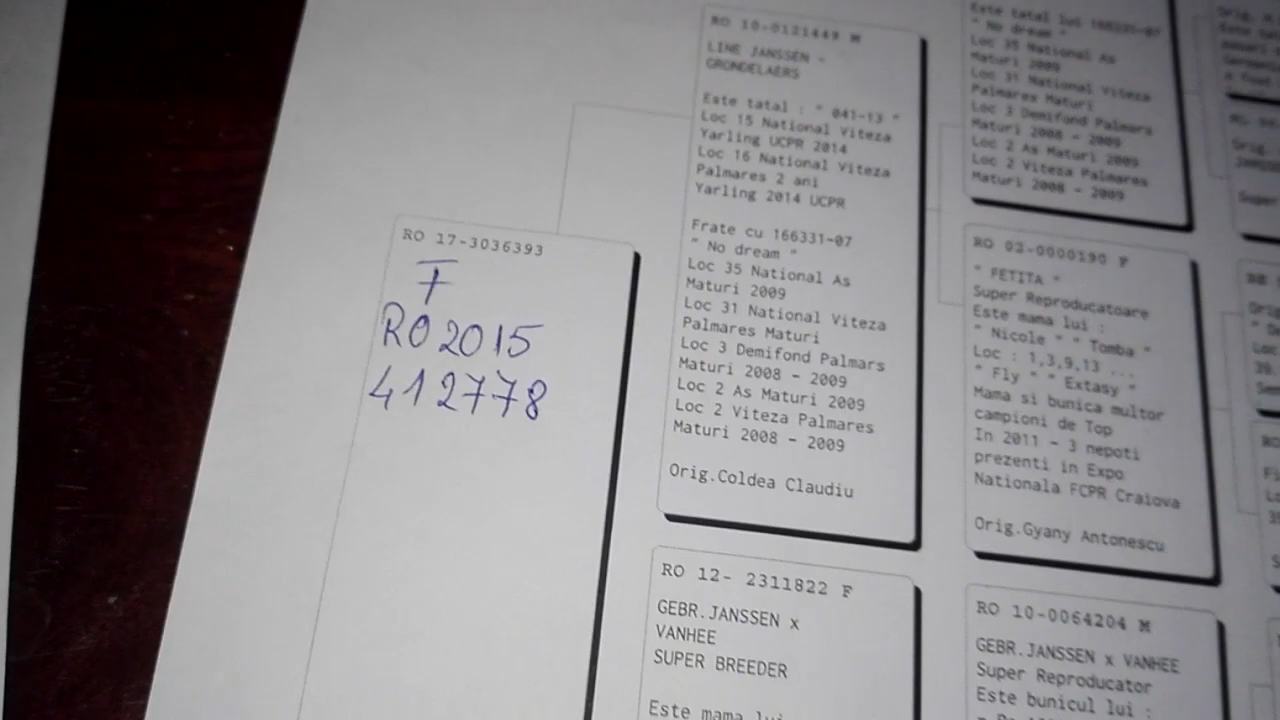 RO 17-3036393
F
RO 2015
412778
RO 10-0121449 M
LINE JANSSEN -
GRONDELAERS
Este tatal : " 041-13 "
Loc 15 National Viteza
Yarling UCPR 2014
Loc 16 National Viteza
Palmares 2 ani
Yarling 2014 UCPR
Frate cu 166331-07
" No dream "
Loc 35 National As
Maturi 2009
Loc 31 National Viteza
Palmares Maturi
Loc 3 Demifond Palmars
Maturi 2008 - 2009
Loc 2 As Maturi 2009
Loc 2 Viteza Palmares
Maturi 2008 - 2009
Orig.Coldea Claudiu
RO 12- 2311822 F
GEBR.JANSSEN x
VANHEE
SUPER BREEDER
Este mama lui
Este tatal lui 166331-07
" No dream "
Loc 35 National As
Maturi 2009
Loc 31 National Viteza
Palmares Maturi
Loc 3 Demifond Palmars
Maturi 2008 - 2009
Loc 2 As Maturi 2009
Loc 2 Viteza Palmares
Maturi 2008 - 2009
RO 02-0000190 F
" FETITA "
Super Reproducatoare
Este mama lui :
" Nicole " " Tomba "
Loc : 1,3,9,13 ...
" Fly " " Extasy "
Mama si bunica multor
campioni de Top
In 2011 - 3 nepoti
prezenti in Expo
Nationala FCPR Craiova
Orig.Gyany Antonescu
RO 10-0064204 M
GEBR.JANSSEN x VANHEE
Super Reproducator
Este bunicul lui :